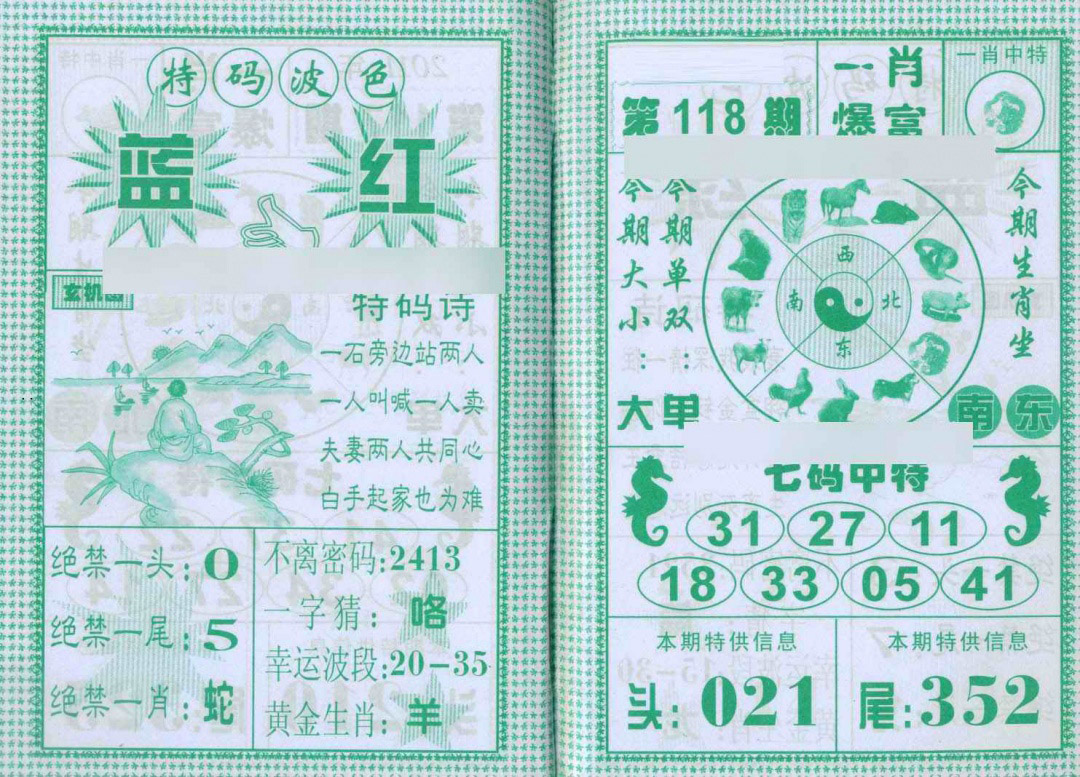 特码波色
蓝 红
特码诗
一石旁边站两人
一人叫喊一人卖
夫妻两人共同心
白手起家也为难
绝禁一头:0
绝禁一尾:5
绝禁一肖:蛇
不离密码:2413
一字猜:咯
幸运波段:20-35
黄金生肖:羊
第118期
一肖
爆富
一肖中特
今期大小:大
今期单双:单
西
南 北
东
今期生肖坐
南东
七码中特
31 27 11
18 33 05 41
本期特供信息
头:021
本期特供信息
尾:352